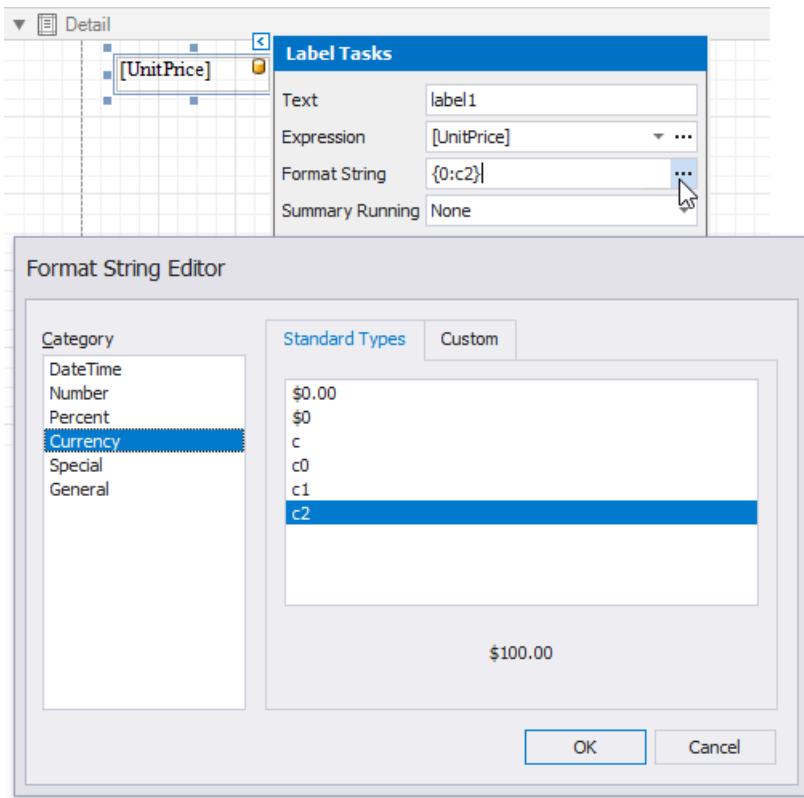 Detail
[UnitPrice]
Label Tasks
Text label1
Expression [UnitPrice] ...
Format String {0:c2} ...
Summary Running None
Format String Editor
Category
DateTime
Number
Percent
Currency
Special
General
Standard Types Custom
$0.00
$0
c
c0
c1
c2
$100.00
OK Cancel